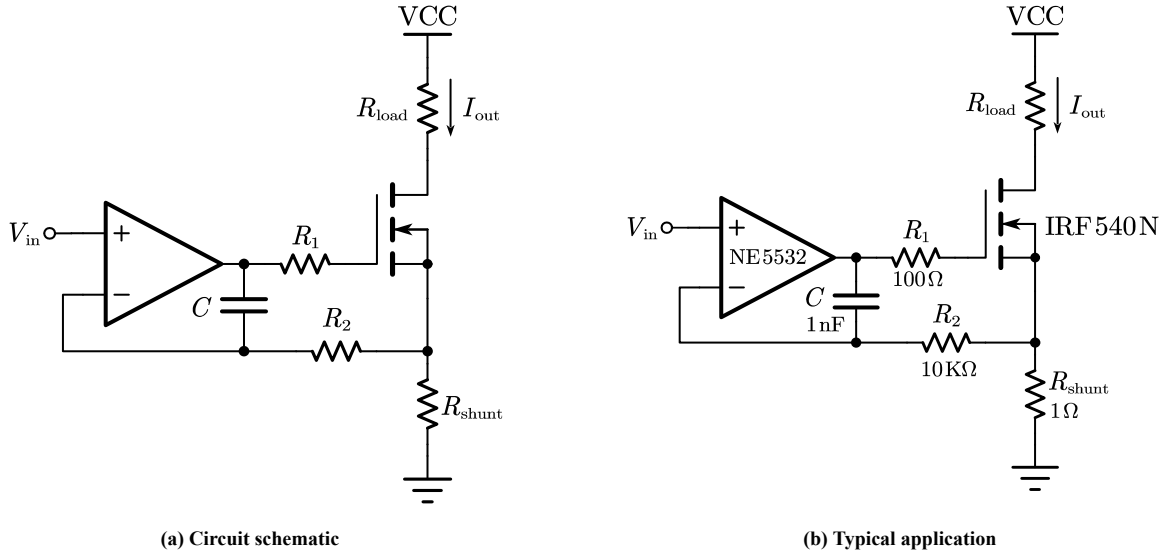 VCC
R_load
I_out
V_in
+
R_1
−
C
R_2
R_shunt
(a) Circuit schematic
VCC
R_load
I_out
V_in
+
NE5532
R_1
100Ω
IRF540N
−
C
1nF
R_2
10KΩ
R_shunt
1Ω
(b) Typical application